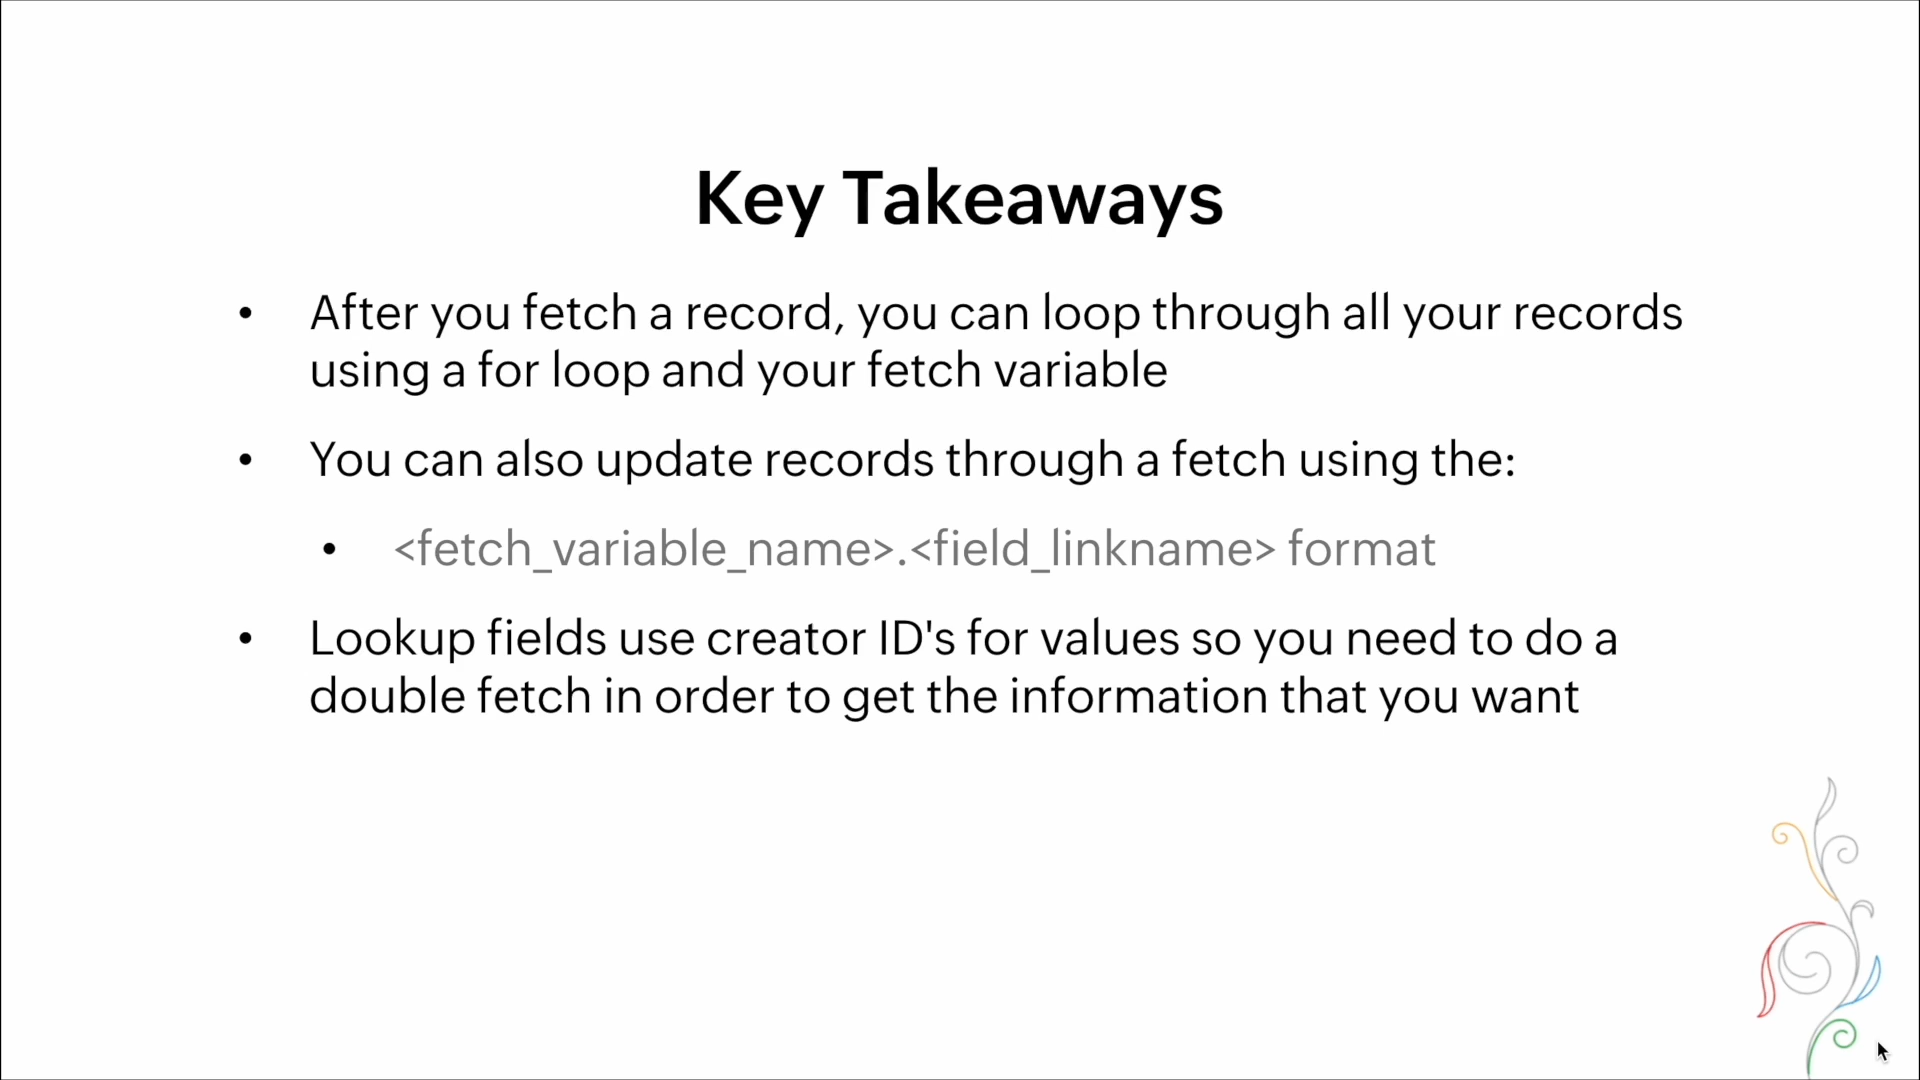 Key Takeaways
• After you fetch a record, you can loop through all your records
using a for loop and your fetch variable
• You can also update records through a fetch using the:
• <fetch_variable_name>.<field_linkname> format
• Lookup fields use creator ID's for values so you need to do a
double fetch in order to get the information that you want